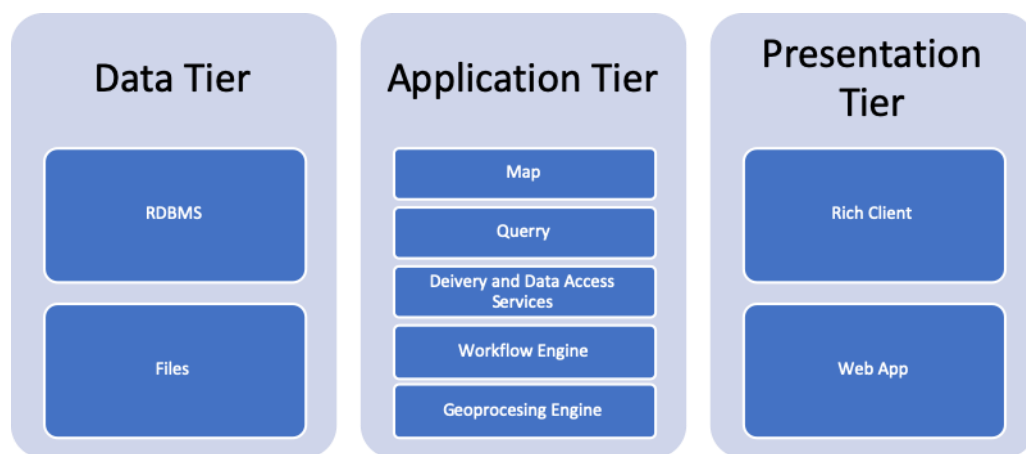 Data Tier
RDBMS
Files
Application Tier
Map
Querry
Deivery and Data Access
Services
Workflow Engine
Geoprocesing Engine
Presentation
Tier
Rich Client
Web App